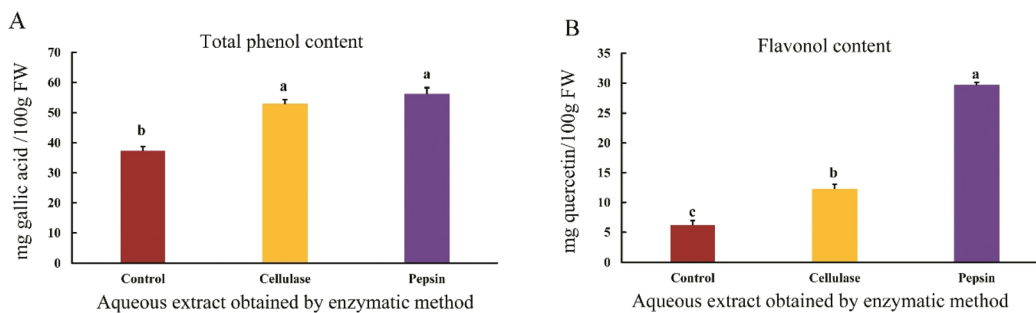 A
Total phenol content
mg gallic acid /100g FW
70
60
50
40
30
20
10
0
b
a
a
Control
Cellulase
Pepsin
Aqueous extract obtained by enzymatic method
B
Flavonol content
mg quercetin/100g FW
35
30
25
20
15
10
5
0
c
b
a
Control
Cellulase
Pepsin
Aqueous extract obtained by enzymatic method